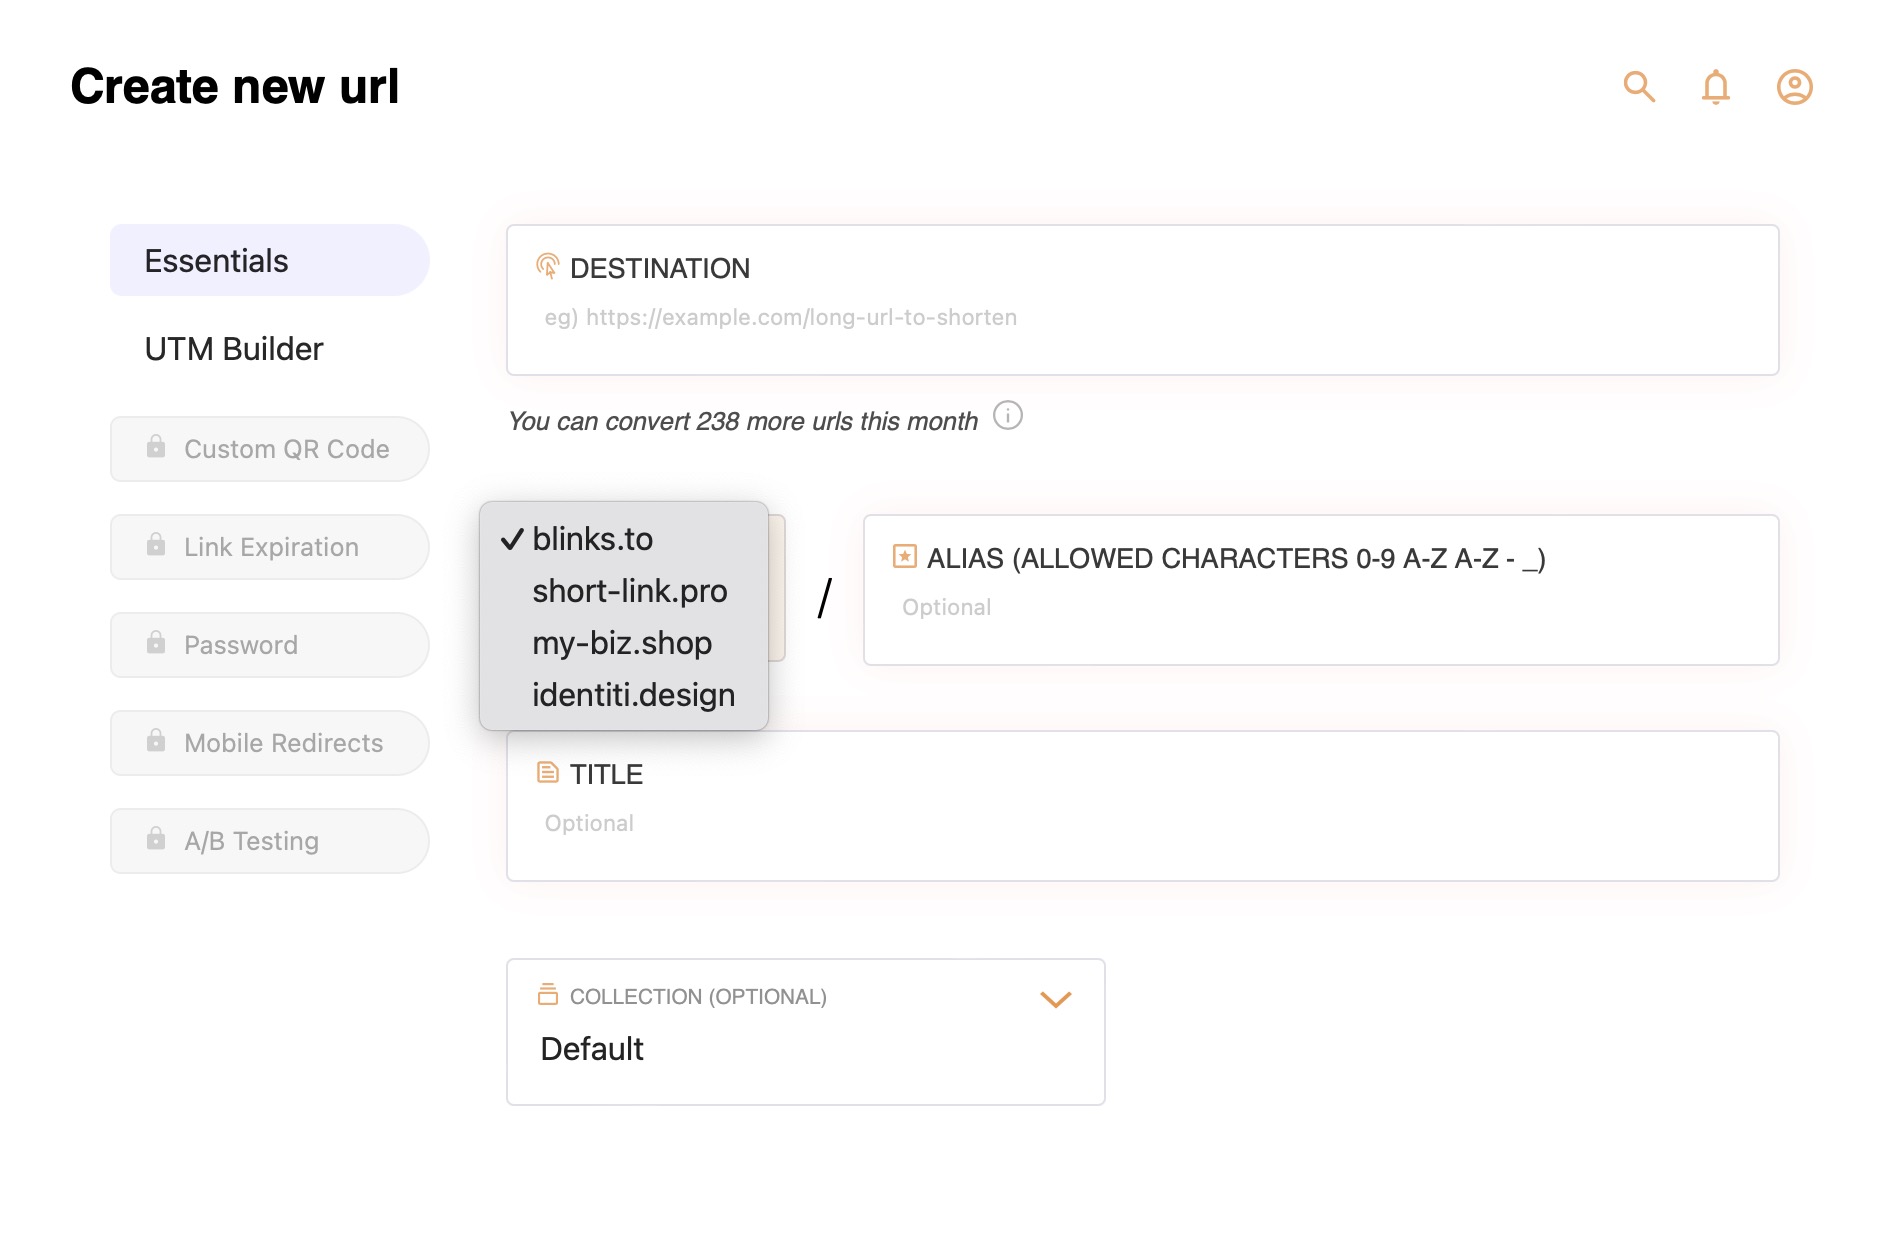 Create new url
Essentials
UTM Builder
Custom QR Code
Link Expiration
Password
Mobile Redirects
A/B Testing
DESTINATION
eg) https://example.com/long-url-to-shorten
You can convert 238 more urls this month
blinks.to
short-link.pro
my-biz.shop
identiti.design
/
ALIAS (ALLOWED CHARACTERS 0-9 A-Z A-Z - _)
Optional
TITLE
Optional
COLLECTION (OPTIONAL)
Default